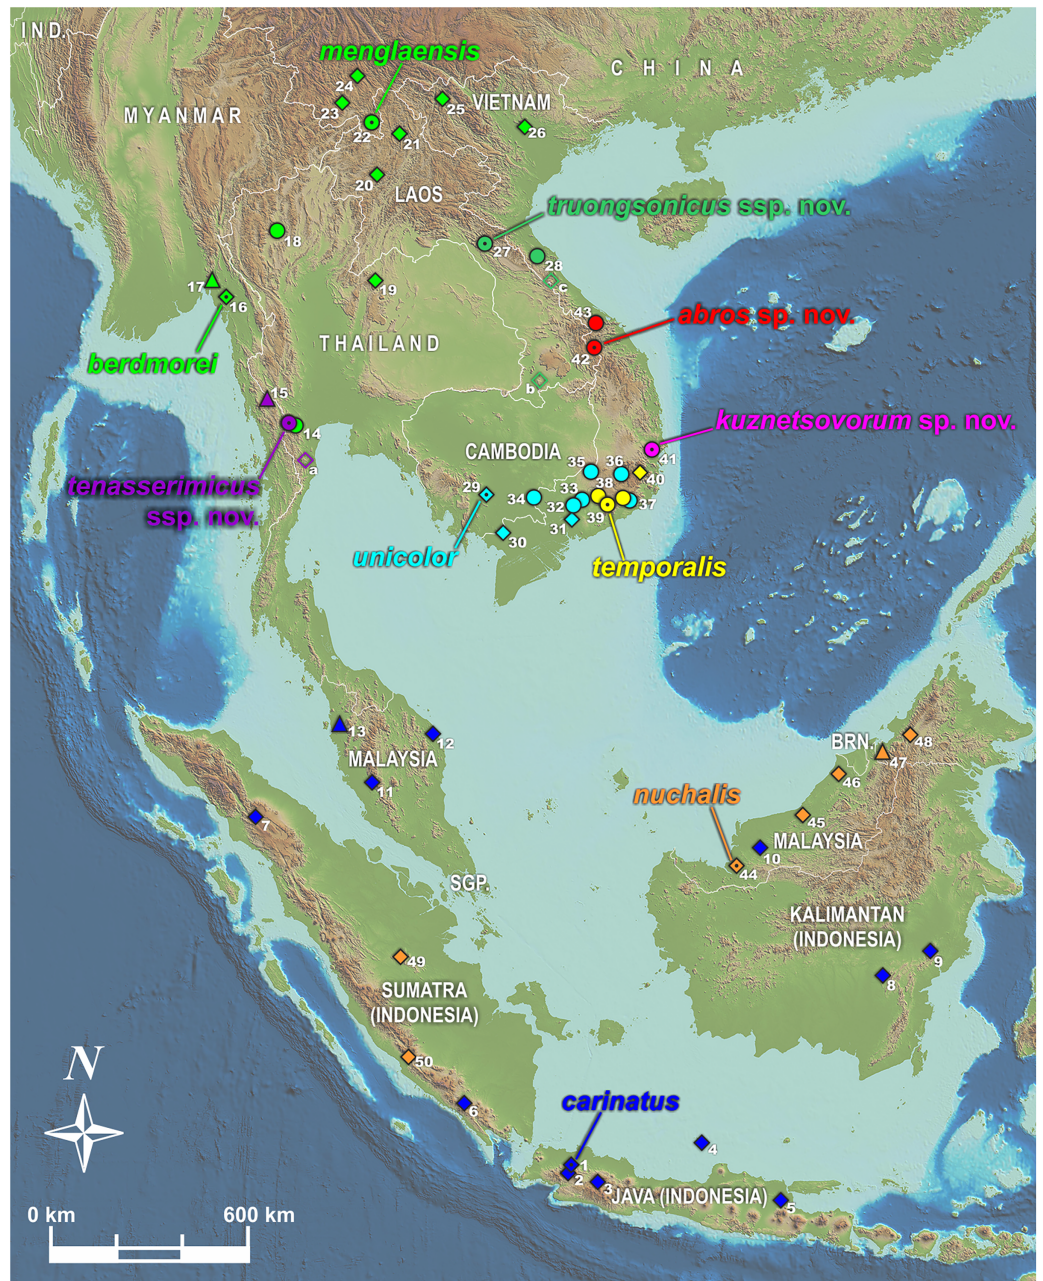 IND.
menglaensis
C H I N A
24
25
VIETNAM
23
MYANMAR
22
21
26
20
LAOS
truongsonicus ssp. nov.
18
27
28
17
16
19
c
43
abros sp. nov.
THAILAND
42
berdmorei
b
15
kuznetsovorum sp. nov.
14
CAMBODIA
41
a
35
36
40
tenasserimicus
ssp. nov.
29
34
33
38
37
32
39
31
30
unicolor
temporalis
13
12
BRN.
48
MALAYSIA
47
11
46
nuchalis
7
45
MALAYSIA
10
44
SGP.
KALIMANTAN
(INDONESIA)
9
49
8
SUMATRA
(INDONESIA)
N
50
carinatus
6
4
1
2
3
JAVA (INDONESIA)
5
0 km
600 km